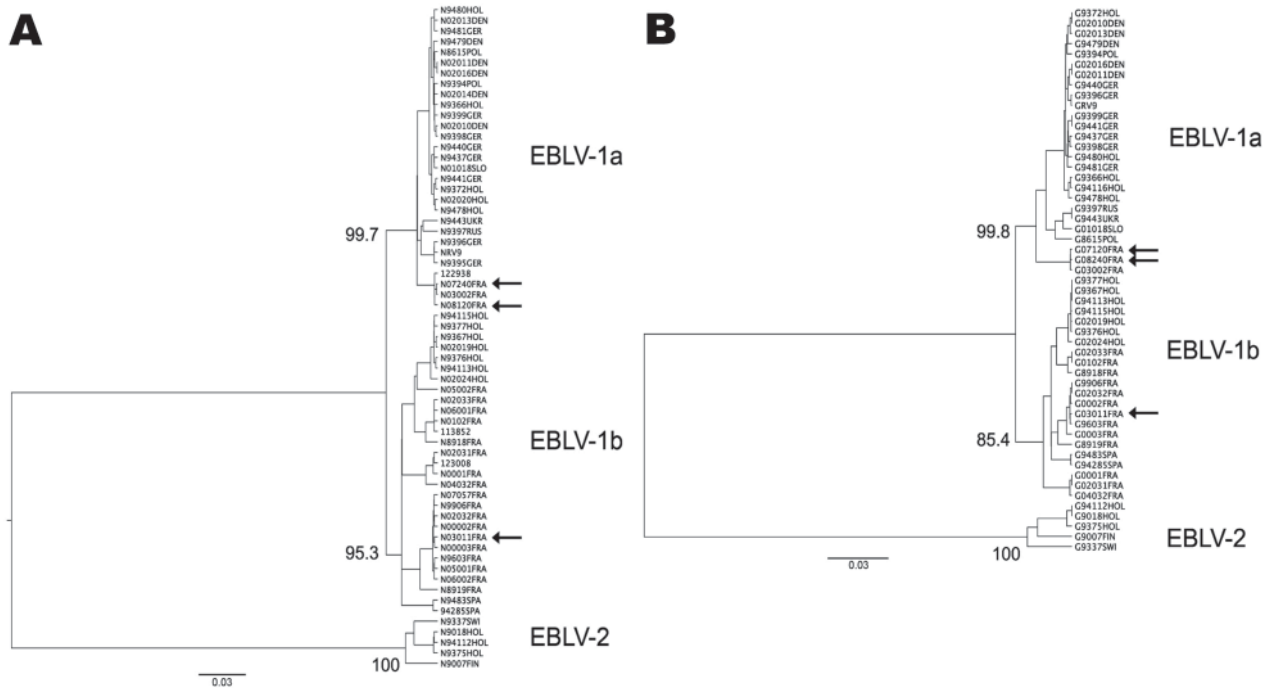 A
N9480HOL
N02013DEN
N9481GER
N9479DEN
N8615POL
N02011DEN
N02016DEN
N9394POL
N02014DEN
N9366HOL
N9399GER
N02010DEN
N9398GER
N9440GER
N9437GER
N01018SLO
N9441GER
N9372HOL
N02020HOL
N9478HOL
N9443UKR
N9397RUS
N9396GER
NRV9
N9395GER
122938
N07240FRA
N03002FRA
N08120FRA
N94115HOL
N9377HOL
N9367HOL
N02019HOL
N9376HOL
N94113HOL
N02024HOL
N05002FRA
N02033FRA
N06001FRA
N0102FRA
113852
N8918FRA
N02031FRA
123008
N0001FRA
N04032FRA
N07057FRA
N9906FRA
N02032FRA
N00002FRA
N03011FRA
N00003FRA
N9603FRA
N05001FRA
N06002FRA
N8919FRA
N9483SPA
94285SPA
N9337SWI
N9018HOL
N94112HOL
N9375HOL
N9007FIN
EBLV-1a
EBLV-1b
EBLV-2
99.7
95.3
100
0.03
B
G9372HOL
G02010DEN
G02013DEN
G9479DEN
G9394POL
G02016DEN
G02011DEN
G9440GER
G9396GER
GRV9
G9399GER
G9441GER
G9437GER
G9398GER
G9480HOL
G9481GER
G9366HOL
G94116HOL
G9478HOL
G9397RUS
G9443UKR
G01018SLO
G8615POL
G07120FRA
G08240FRA
G03002FRA
G9377HOL
G9367HOL
G94113HOL
G94115HOL
G02019HOL
G9376HOL
G02024HOL
G02033FRA
G0102FRA
G8918FRA
G9906FRA
G02032FRA
G0002FRA
G03011FRA
G9603FRA
G0003FRA
G8919FRA
G9483SPA
G94285SPA
G0001FRA
G02031FRA
G04032FRA
G94112HOL
G9018HOL
G9375HOL
G9007FIN
G9337SWI
EBLV-1a
EBLV-1b
EBLV-2
99.8
85.4
100
0.03